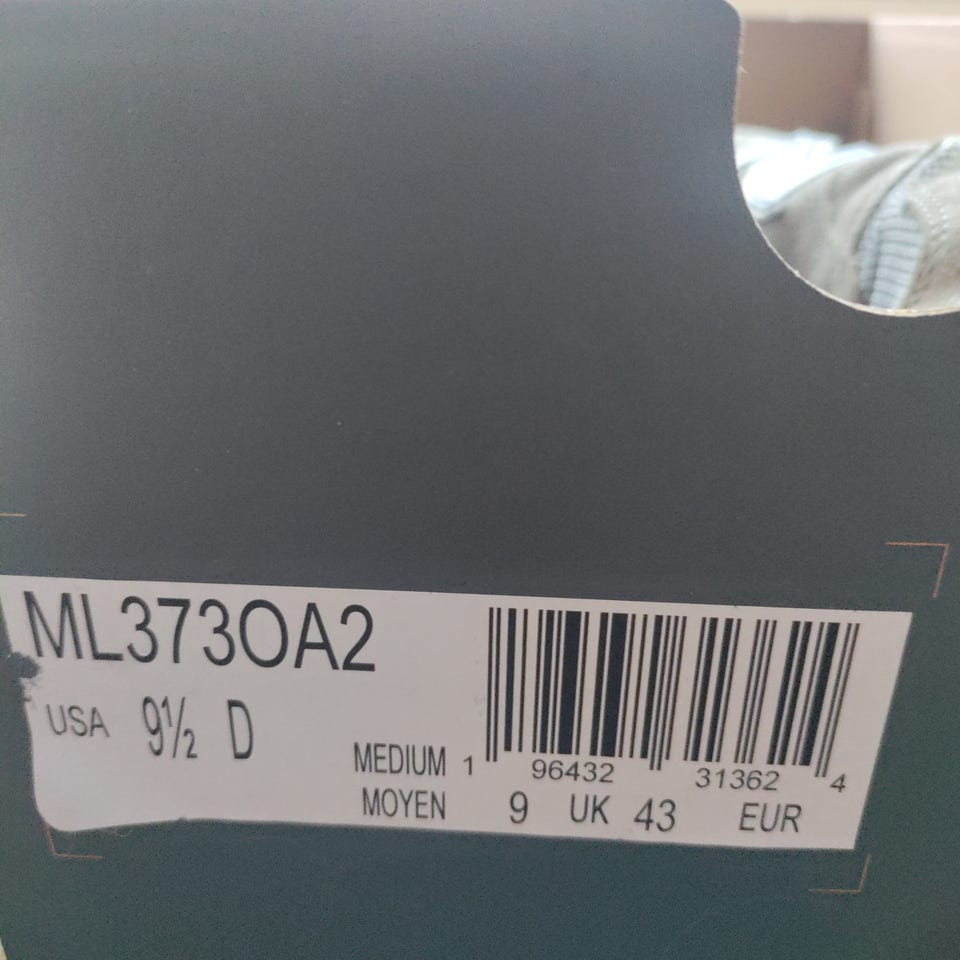 ML373OA2
USA 9½ D
MEDIUM 1 96432 31362 4
MOYEN 9 UK 43 EUR